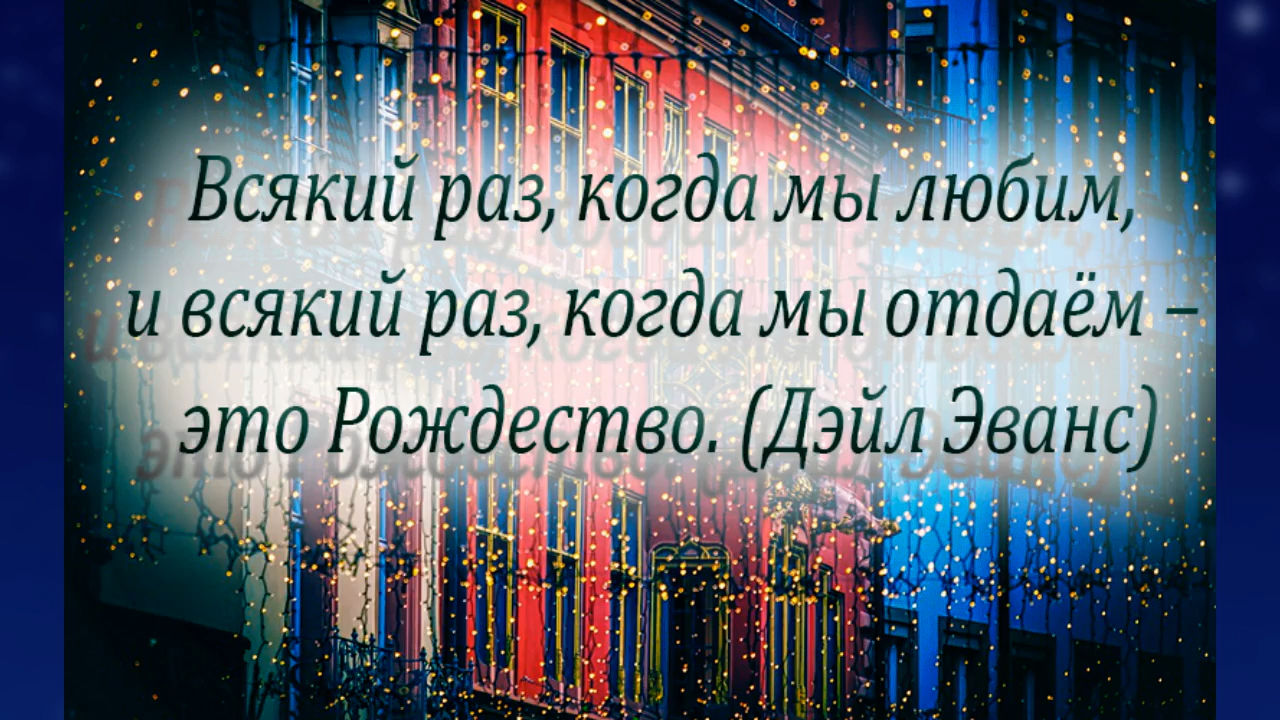 Всякий раз, когда мы любим,
и всякий раз, когда мы отдаём –
это Рождество. (Дэйл Эванс)